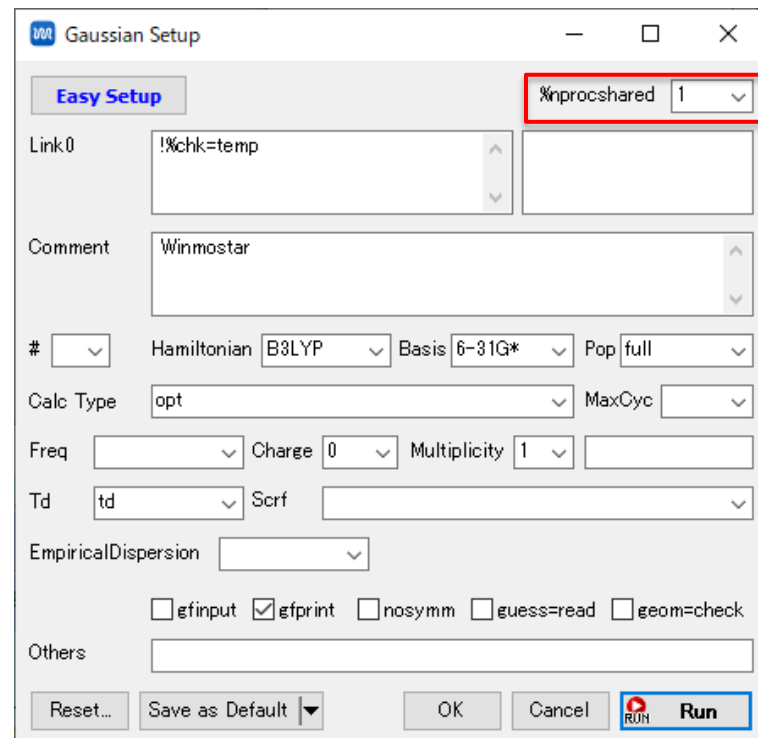 Gaussian Setup
Easy Setup
%nprocshared 1
Link0 !%chk=temp
Comment Winmostar
# Hamiltonian B3LYP Basis 6-31G* Pop full
Calc Type opt MaxCyc
Freq Charge 0 Multiplicity 1
Td td Scrf
EmpiricalDispersion
gfinput gfprint nosymm guess=read geom=check
Others
Reset... Save as Default OK Cancel RUN Run